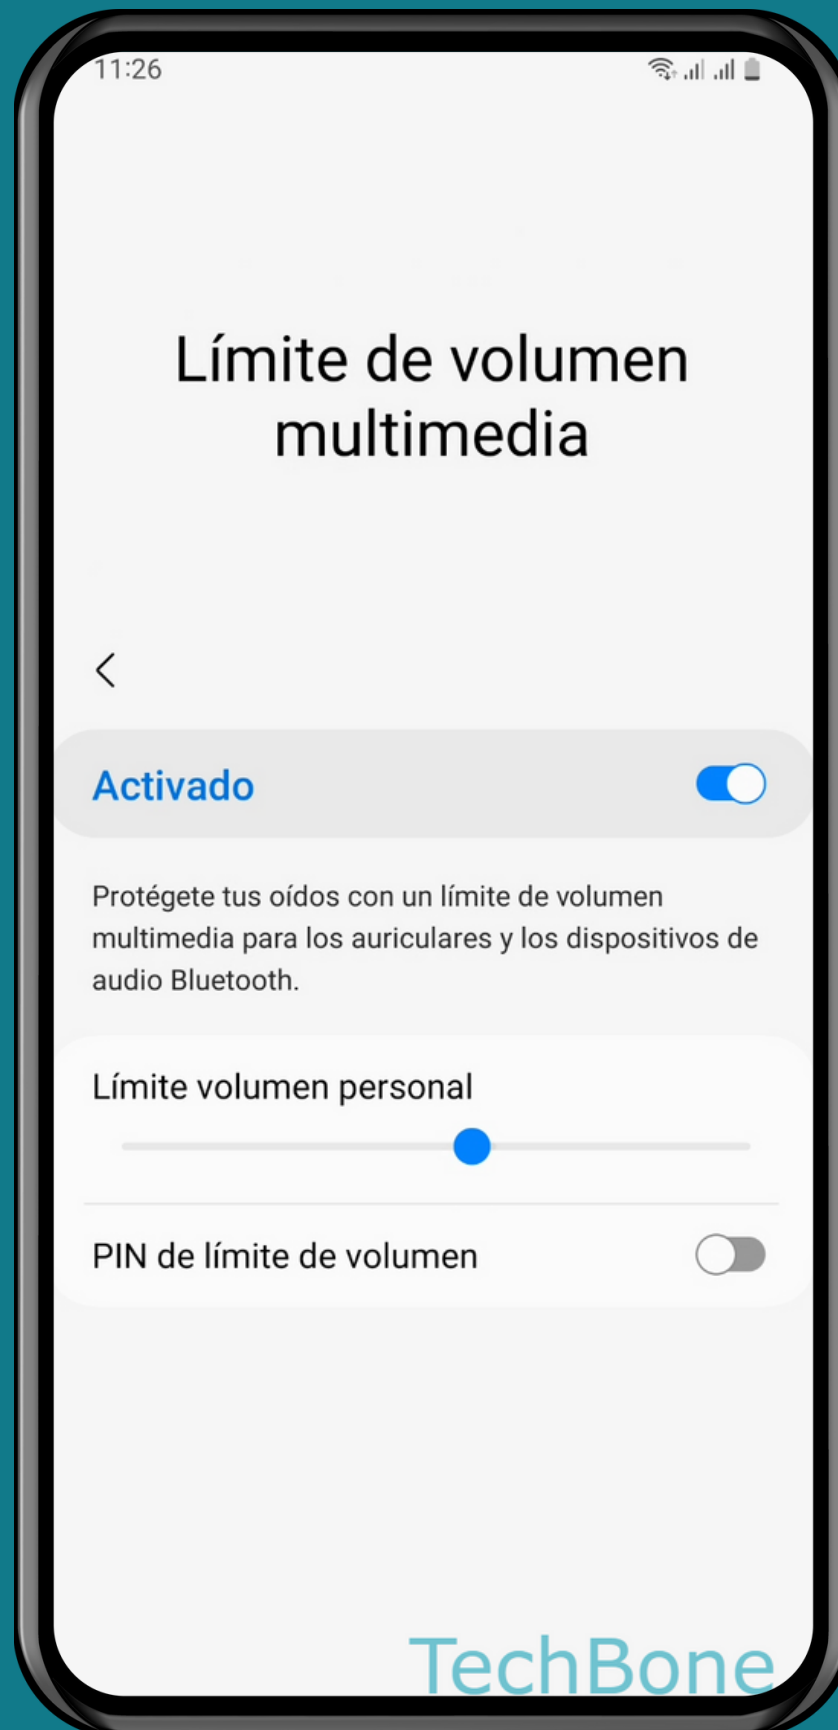 11:26
Límite de volumen
multimedia
Activado
Protégete tus oídos con un límite de volumen
multimedia para los auriculares y los dispositivos de
audio Bluetooth.
Límite volumen personal
PIN de límite de volumen
TechBone